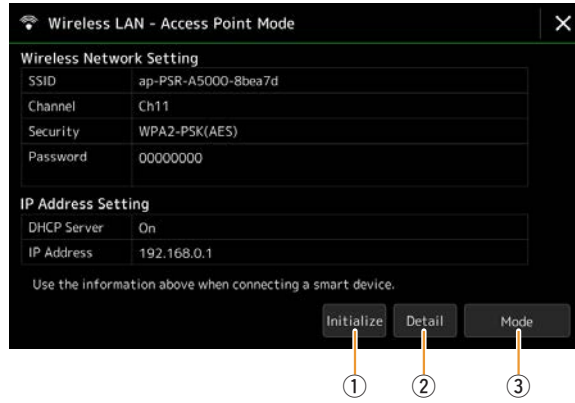 Wireless LAN - Access Point Mode
Wireless Network Setting
SSID ap-PSR-A5000-8bea7d
Channel Ch11
Security WPA2-PSK(AES)
Password 00000000
IP Address Setting
DHCP Server On
IP Address 192.168.0.1
Use the information above when connecting a smart device.
Initialize Detail Mode
① ② ③